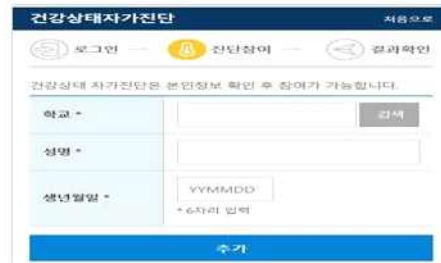 건강상태자가진단 처음으로
로그인 진단참여 결과확인
건강상태 자가진단은 본인정보 확인 후 참여가 가능합니다.
학교 * 검색
성명 *
생년월일 * YYMMDD
* 6자리 입력
추가